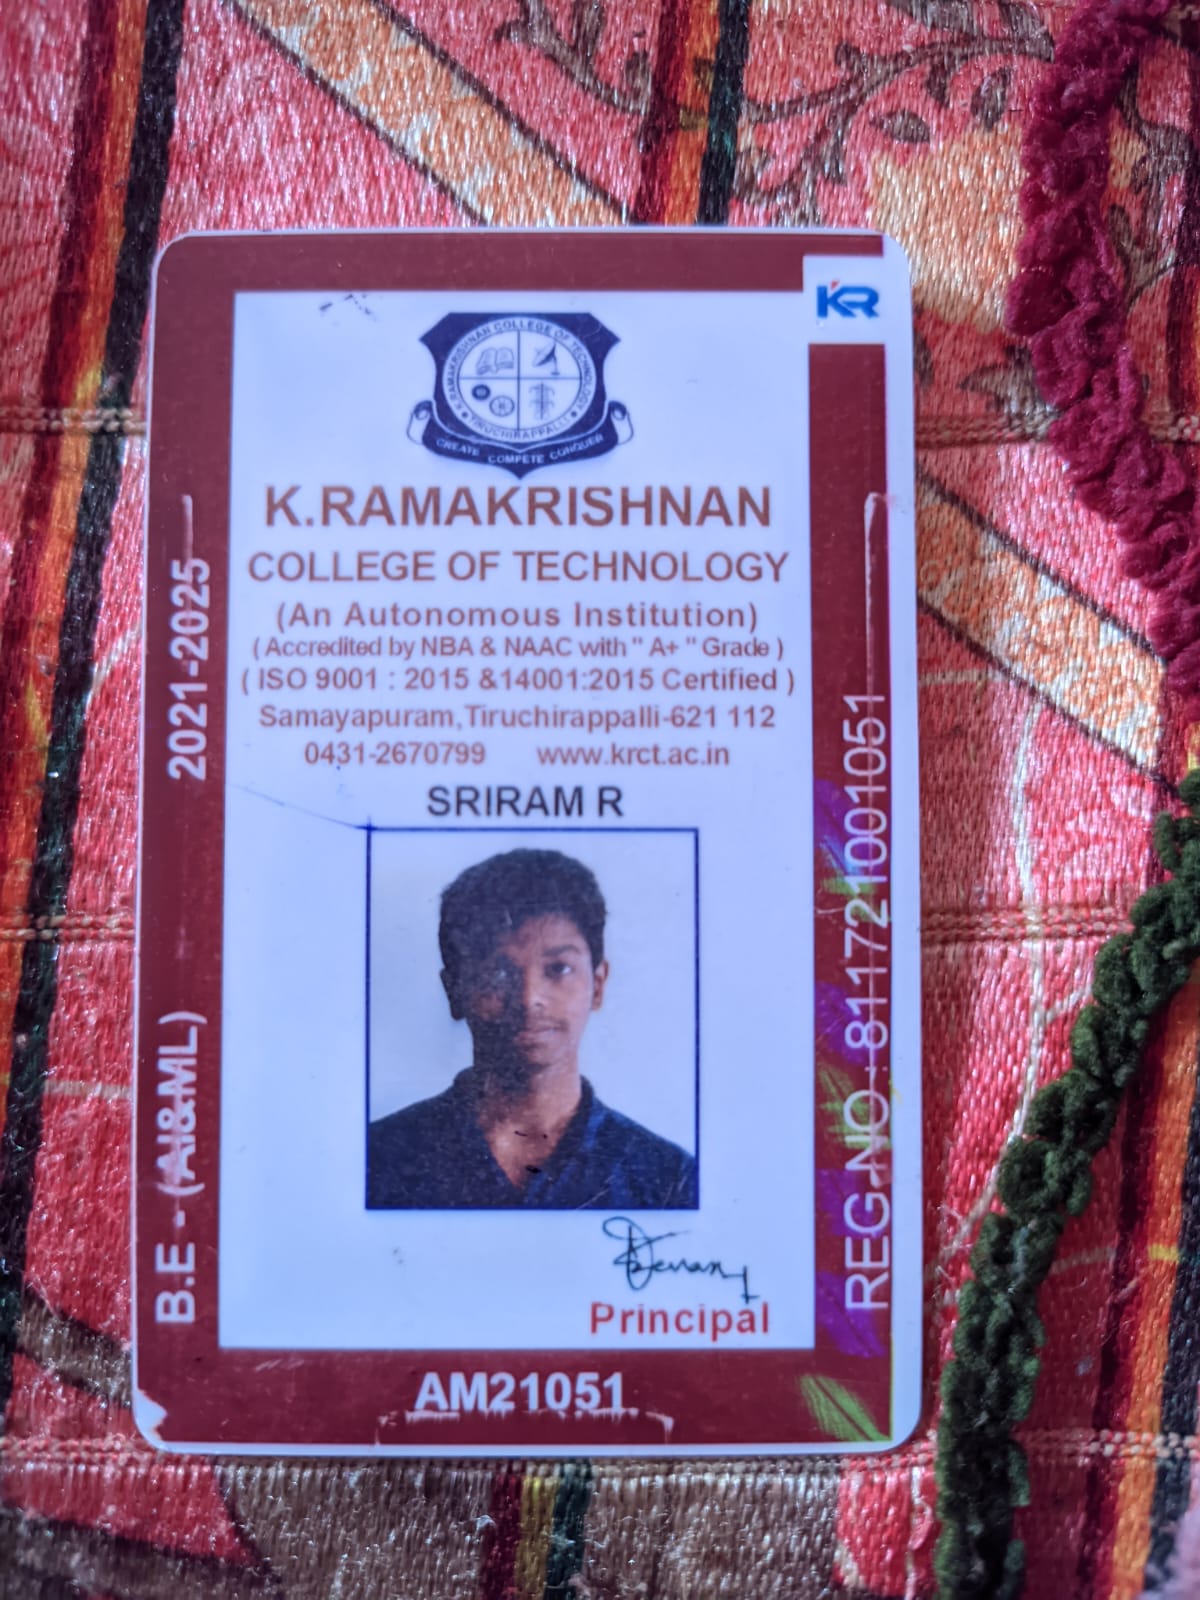 KR
K.RAMAKRISHNAN COLLEGE OF TECHNOLOGY
TIRUCHIRAPPALLI
CREATE COMPETE CONQUER
K.RAMAKRISHNAN
COLLEGE OF TECHNOLOGY
(An Autonomous Institution)
( Accredited by NBA & NAAC with " A+ " Grade )
( ISO 9001 : 2015 &14001:2015 Certified )
Samayapuram,Tiruchirappalli-621 112
0431-2670799 www.krct.ac.in
SRIRAM R
B.E - (AI&ML) 2021-2025
REG.NO : 811721001051
Principal
AM21051